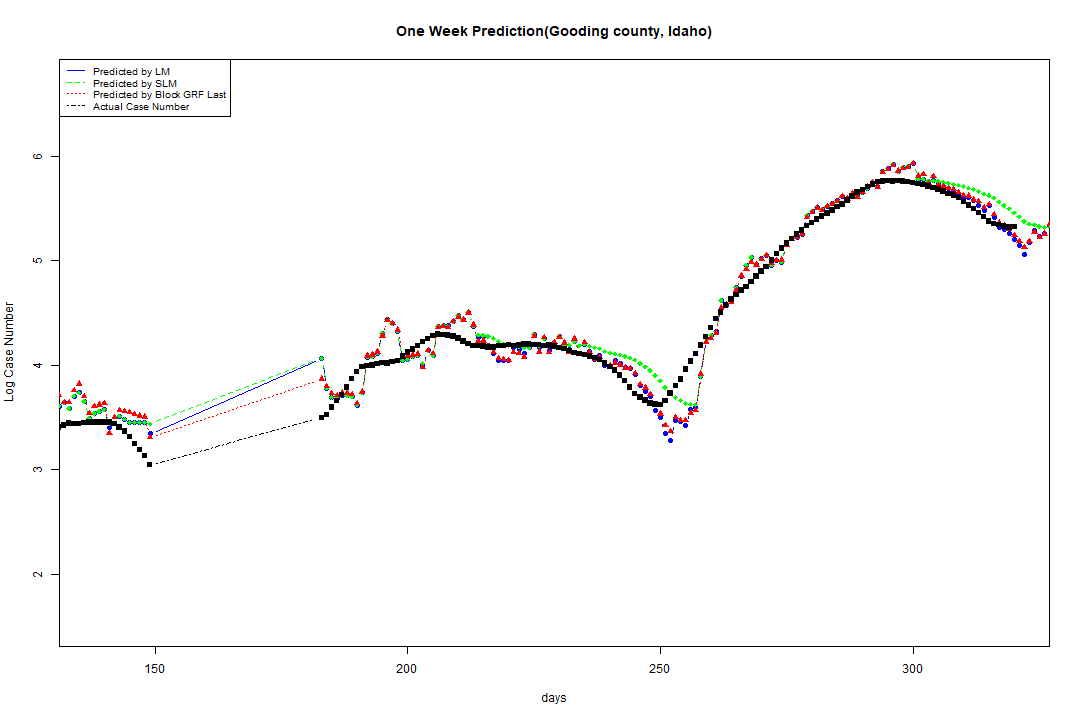 One Week Prediction(Gooding county, Idaho)
Predicted by LM
Predicted by SLM
Predicted by Block GRF Last
Actual Case Number
Log Case Number
6
5
4
3
2
150 200 250 300
days